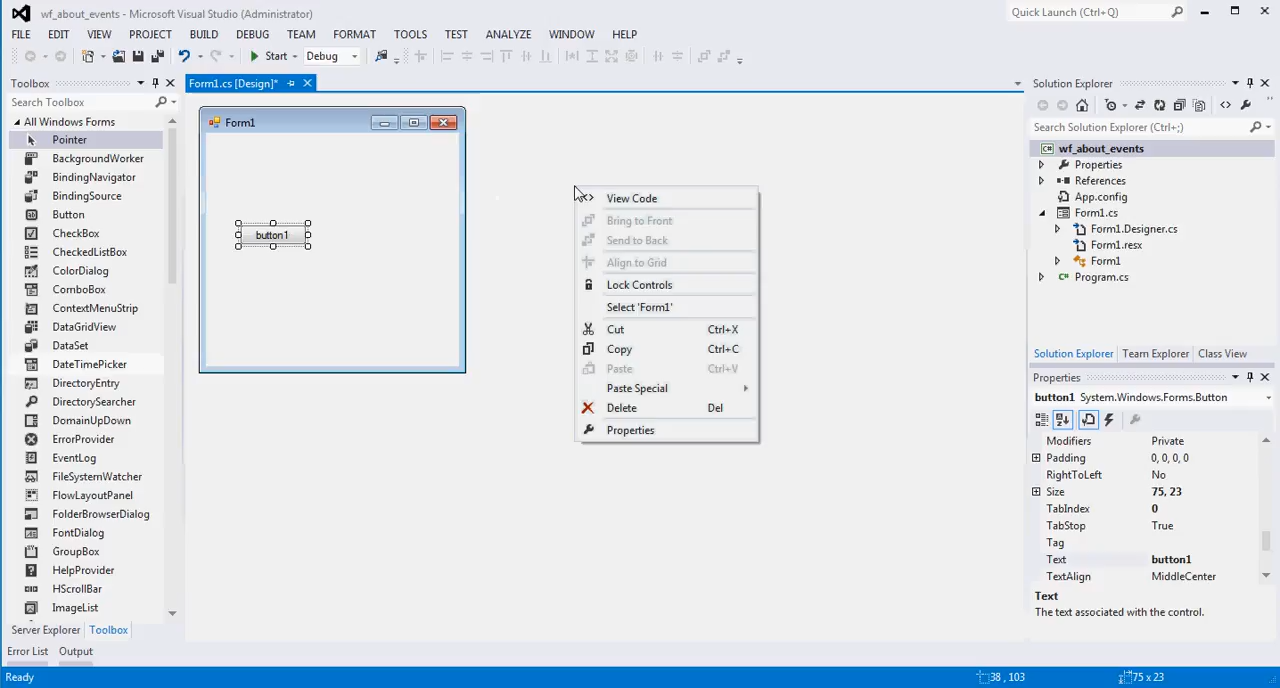 wf_about_events - Microsoft Visual Studio (Administrator)
Quick Launch (Ctrl+Q)
FILE EDIT VIEW PROJECT BUILD DEBUG TEAM FORMAT TOOLS TEST ANALYZE WINDOW HELP
Start Debug
Toolbox
Search Toolbox
All Windows Forms
Pointer
BackgroundWorker
BindingNavigator
BindingSource
Button
CheckBox
CheckedListBox
ColorDialog
ComboBox
ContextMenuStrip
DataGridView
DataSet
DateTimePicker
DirectoryEntry
DirectorySearcher
DomainUpDown
ErrorProvider
EventLog
FileSystemWatcher
FlowLayoutPanel
FolderBrowserDialog
FontDialog
GroupBox
HelpProvider
HScrollBar
ImageList
Server Explorer Toolbox
Error List Output
Form1.cs [Design]*
Form1
button1
View Code
Bring to Front
Send to Back
Align to Grid
Lock Controls
Select 'Form1'
Cut Ctrl+X
Copy Ctrl+C
Paste Ctrl+V
Paste Special
Delete Del
Properties
Solution Explorer
Search Solution Explorer (Ctrl+;)
C# wf_about_events
Properties
References
App.config
Form1.cs
Form1.Designer.cs
Form1.resx
Form1
C# Program.cs
Solution Explorer Team Explorer Class View
Properties
button1 System.Windows.Forms.Button
Modifiers Private
Padding 0, 0, 0, 0
RightToLeft No
Size 75, 23
TabIndex 0
TabStop True
Tag
Text button1
TextAlign MiddleCenter
Text
The text associated with the control.
Ready
38 , 103
75 x 23